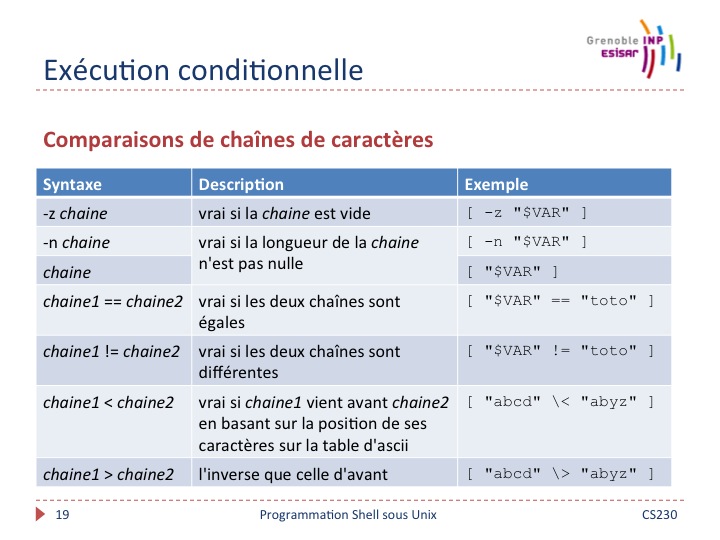 Grenoble INP
ESISAR
Exécution conditionnelle
Comparaisons de chaînes de caractères
Syntaxe Description Exemple
-z chaine vrai si la chaine est vide [ -z "$VAR" ]
-n chaine vrai si la longueur de la chaine [ -n "$VAR" ]
n'est pas nulle
chaine [ "$VAR" ]
chaine1 == chaine2 vrai si les deux chaînes sont [ "$VAR" == "toto" ]
égales
chaine1 != chaine2 vrai si les deux chaînes sont [ "$VAR" != "toto" ]
différentes
chaine1 < chaine2 vrai si chaine1 vient avant chaine2 [ "abcd" \< "abyz" ]
en basant sur la position de ses
caractères sur la table d'ascii
chaine1 > chaine2 l'inverse que celle d'avant [ "abcd" \> "abyz" ]
19 Programmation Shell sous Unix CS230